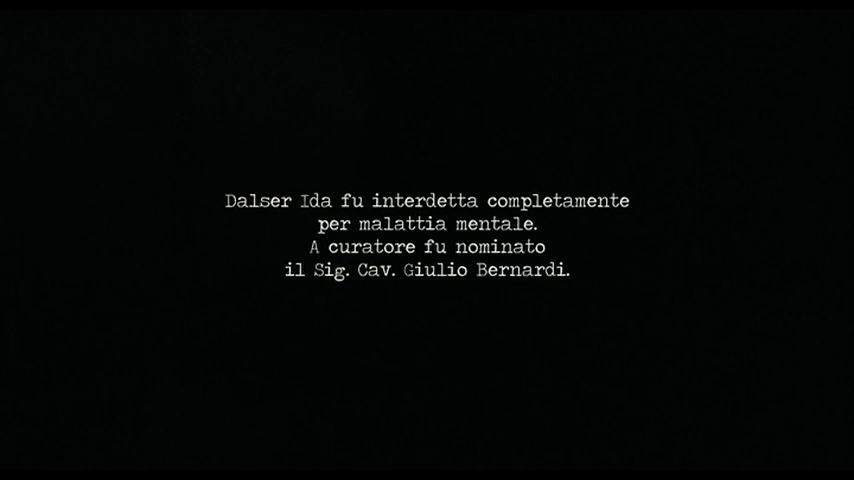 Dalser Ida fu interdetta completamente
per malattia mentale.
A curatore fu nominato
il Sig. Cav. Giulio Bernardi.